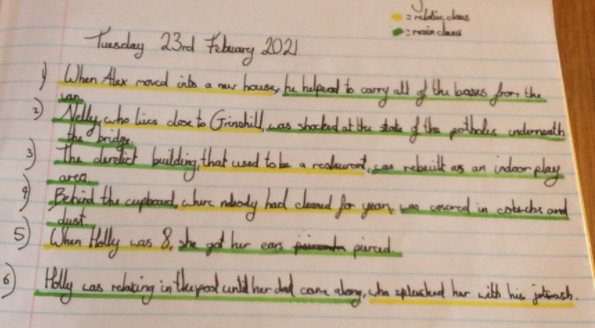 = relative clause
= main clause
Tuesday 23rd Febuary 2021
1) When Alex moved into a new house, he helped to carry all of the boxes from the
van.
2) Nelly, who lives close to Grinshill, was shocked at the state of the potholes underneath
the bridge.
3) The derelict building, that used to be a restaurant, was rebuilt as an indoor play
area.
4) Behind the cupboard, where nobody had cleaned for years, was covered in cobwebs and
dust.
5) When Holly was 8, she got her ears pierced.
6) Holly was relaxing in the pool until her dad came along, who splashed her with his